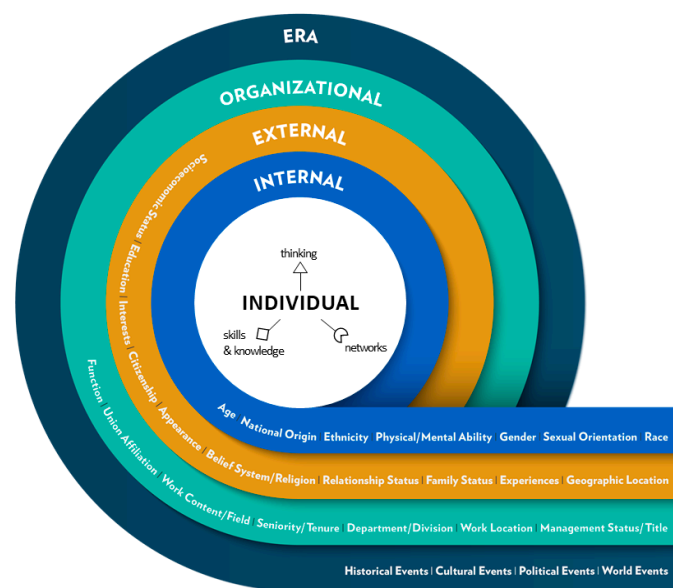 ERA
ORGANIZATIONAL
EXTERNAL
INTERNAL
thinking
INDIVIDUAL
skills
& knowledge
networks
Age National Origin | Ethnicity | Physical/Mental Ability | Gender Sexual Orientation | Race
Socioeconomic Status | Education | Interests | Citizenship | Appearance | Belief System/Religion | Relationship Status | Family Status | Experiences | Geographic Location
Function | Union Affiliation | Work Content/Field | Seniority/Tenure | Department/Division | Work Location | Management Status/Title
Historical Events | Cultural Events | Political Events | World Events